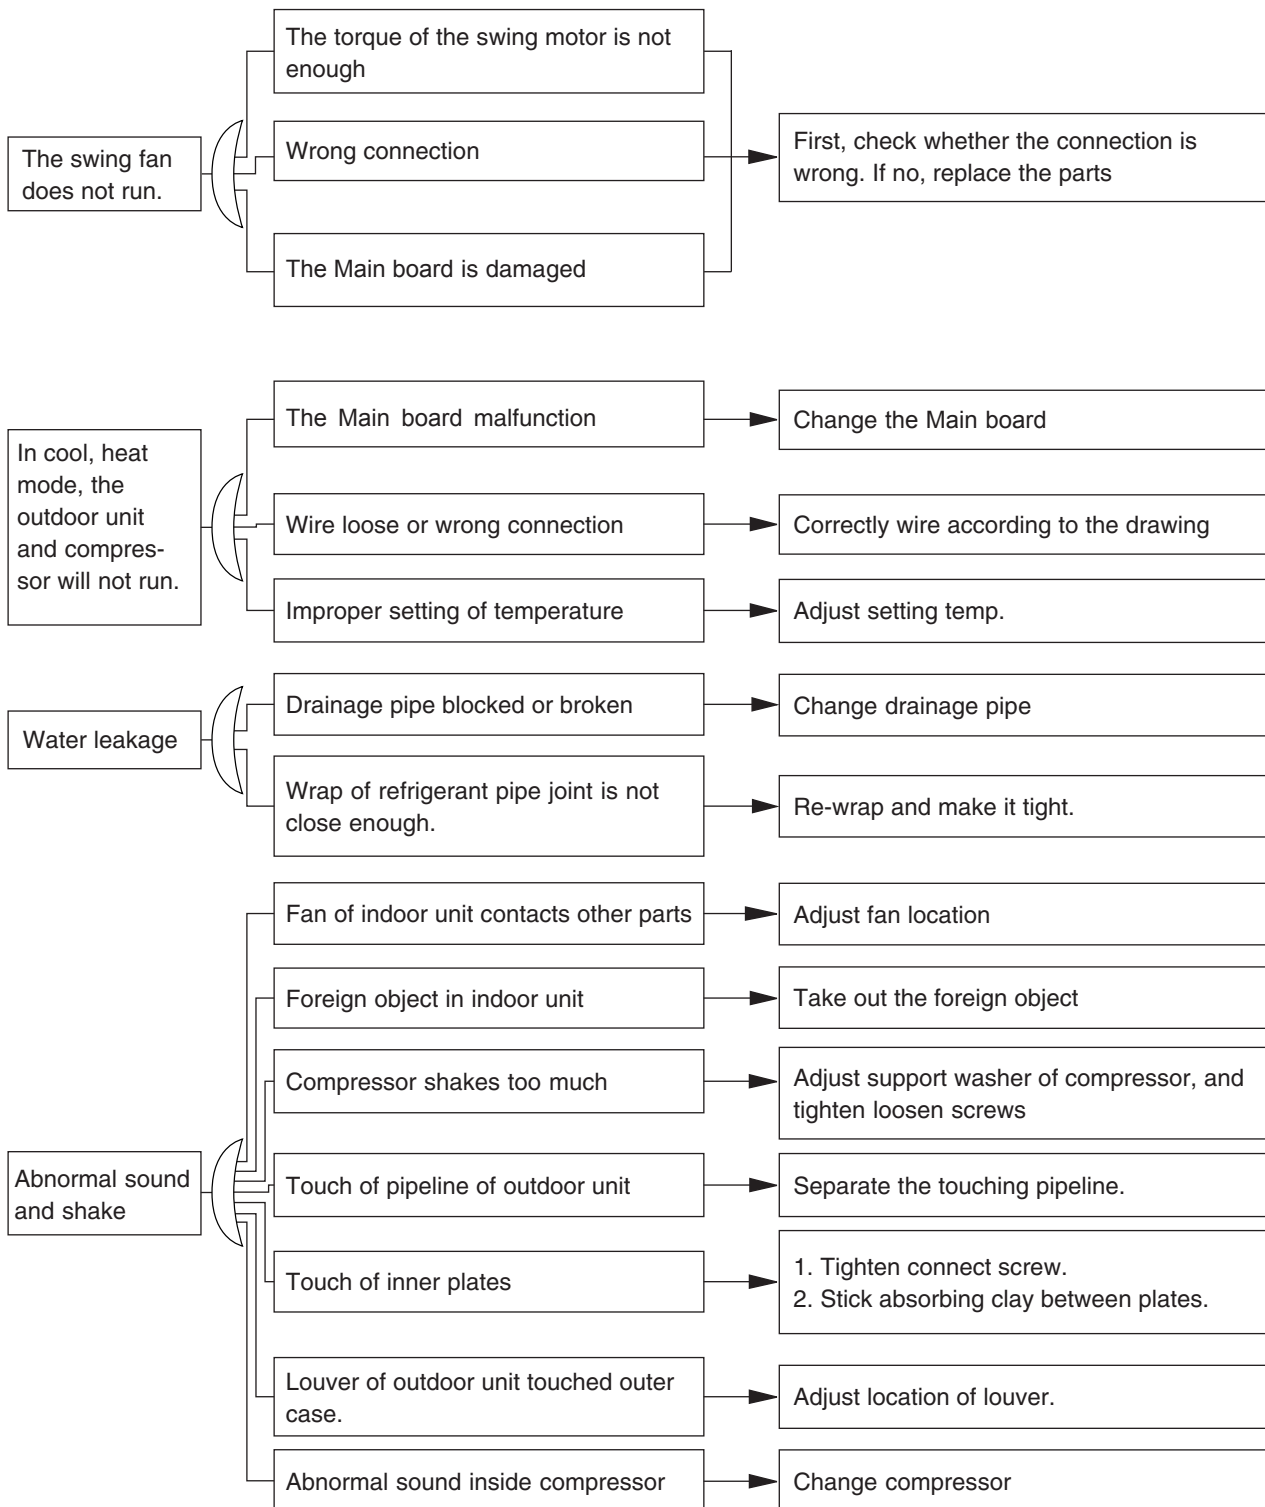 The torque of the swing motor is not
enough
The swing fan
does not run.
Wrong connection
First, check whether the connection is
wrong. If no, replace the parts
The Main board is damaged
In cool, heat
mode, the
outdoor unit
and compres-
sor will not run.
The Main board malfunction
Change the Main board
Wire loose or wrong connection
Correctly wire according to the drawing
Improper setting of temperature
Adjust setting temp.
Water leakage
Drainage pipe blocked or broken
Change drainage pipe
Wrap of refrigerant pipe joint is not
close enough.
Re-wrap and make it tight.
Abnormal sound
and shake
Fan of indoor unit contacts other parts
Adjust fan location
Foreign object in indoor unit
Take out the foreign object
Compressor shakes too much
Adjust support washer of compressor, and
tighten loosen screws
Touch of pipeline of outdoor unit
Separate the touching pipeline.
Touch of inner plates
1. Tighten connect screw.
2. Stick absorbing clay between plates.
Louver of outdoor unit touched outer
case.
Adjust location of louver.
Abnormal sound inside compressor
Change compressor